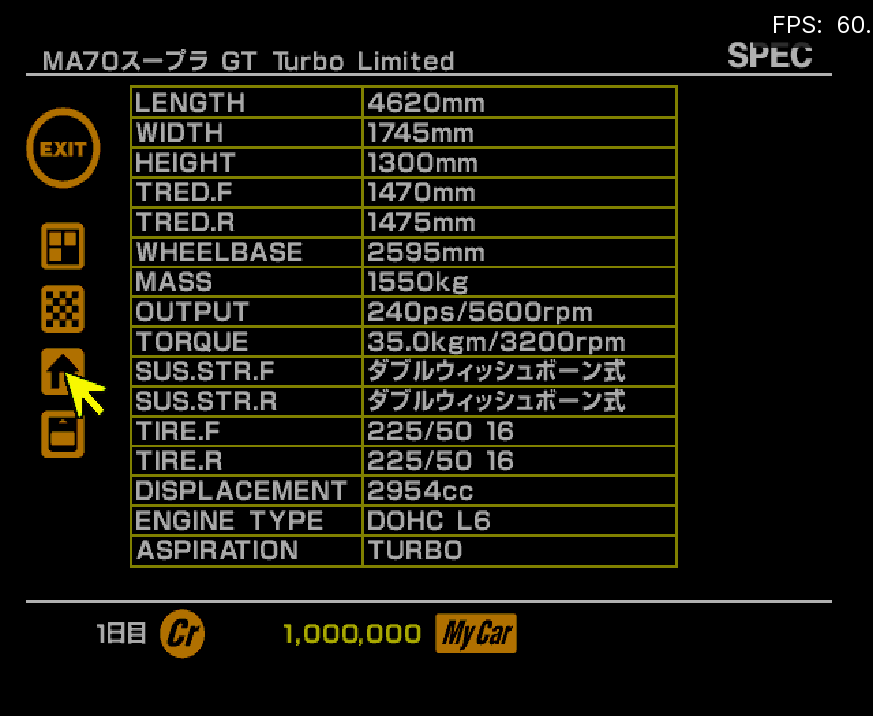 FPS: 60.
MA70スープラ GT Turbo Limited SPEC
EXIT
LENGTH 4620mm
WIDTH 1745mm
HEIGHT 1300mm
TRED.F 1470mm
TRED.R 1475mm
WHEELBASE 2595mm
MASS 1550kg
OUTPUT 240ps/5600rpm
TORQUE 35.0kgm/3200rpm
SUS.STR.F ダブルウィッシュボーン式
SUS.STR.R ダブルウィッシュボーン式
TIRE.F 225/50 16
TIRE.R 225/50 16
DISPLACEMENT 2954cc
ENGINE TYPE DOHC L6
ASPIRATION TURBO
1日目 Cr 1,000,000 My Car